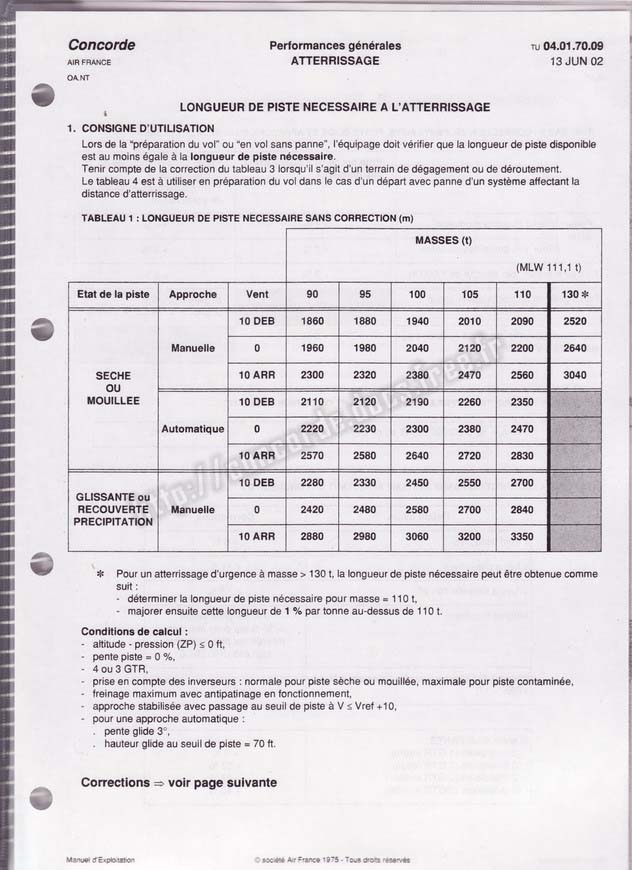 Concorde
AIR FRANCE
OA.NT
Performances générales
ATTERRISSAGE
TU 04.01.70.09
13 JUN 02
LONGUEUR DE PISTE NECESSAIRE A L'ATTERRISSAGE
1. CONSIGNE D'UTILISATION
Lors de la "préparation du vol" ou "en vol sans panne", l'équipage doit vérifier que la longueur de piste disponible
est au moins égale à la longueur de piste nécessaire.
Tenir compte de la correction du tableau 3 lorsqu'il s'agit d'un terrain de dégagement ou de déroutement.
Le tableau 4 est à utiliser en préparation du vol dans le cas d'un départ avec panne d'un système affectant la
distance d'atterrissage.
TABLEAU 1 : LONGUEUR DE PISTE NECESSAIRE SANS CORRECTION (m)
MASSES (t)
(MLW 111,1 t)
Etat de la piste Approche Vent 90 95 100 105 110 130 *
SECHE
OU
MOUILLEE
Manuelle
10 DEB 1860 1880 1940 2010 2090 2520
0 1960 1980 2040 2120 2200 2640
10 ARR 2300 2320 2380 2470 2560 3040
Automatique
10 DEB 2110 2120 2190 2260 2350
0 2220 2230 2300 2380 2470
10 ARR 2570 2580 2640 2720 2830
GLISSANTE ou
RECOUVERTE
PRECIPITATION
Manuelle
10 DEB 2280 2330 2450 2550 2700
0 2420 2480 2580 2700 2840
10 ARR 2880 2980 3060 3200 3350
* Pour un atterrissage d'urgence à masse > 130 t, la longueur de piste nécessaire peut être obtenue comme
suit :
- déterminer la longueur de piste nécessaire pour masse = 110 t,
- majorer ensuite cette longueur de 1 % par tonne au-dessus de 110 t.
Conditions de calcul :
- altitude - pression (ZP) ≤ 0 ft,
- pente piste = 0 %,
- 4 ou 3 GTR,
- prise en compte des inverseurs : normale pour piste sèche ou mouillée, maximale pour piste contaminée,
- freinage maximum avec antipatinage en fonctionnement,
- approche stabilisée avec passage au seuil de piste à V ≤ Vref +10,
- pour une approche automatique :
. pente glide 3°,
. hauteur glide au seuil de piste = 70 ft.
Corrections ⇒ voir page suivante
Manuel d'Exploitation
© société Air France 1975 - Tous droits réservés